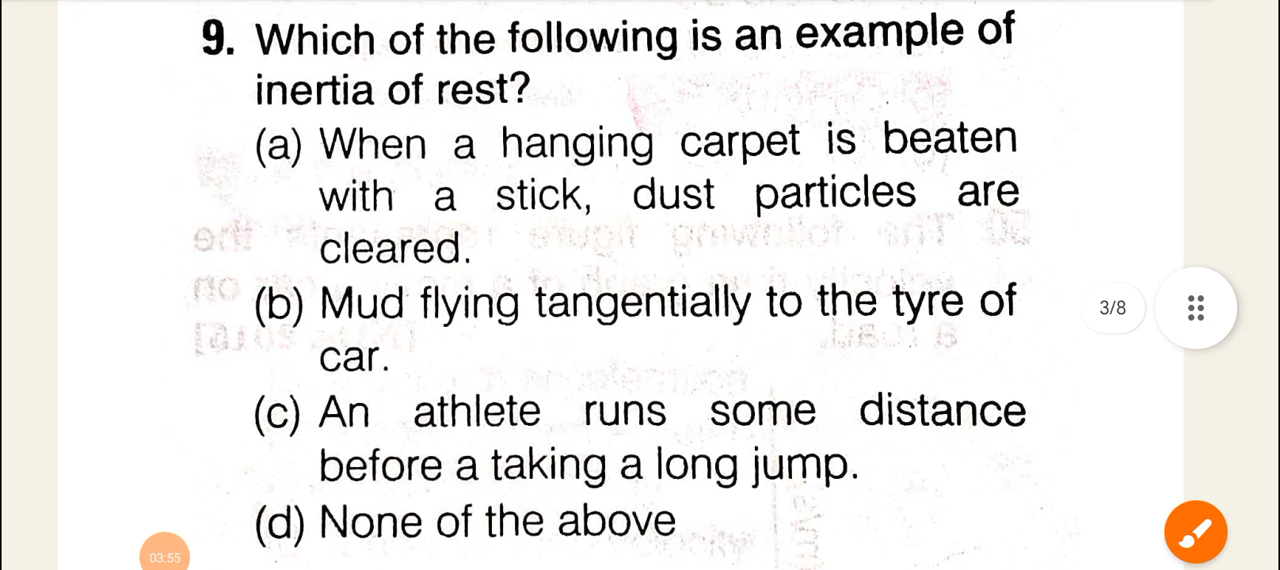 9. Which of the following is an example of
inertia of rest?
(a) When a hanging carpet is beaten
with a stick, dust particles are
cleared.
(b) Mud flying tangentially to the tyre of
car.
3/8
(c) An athlete runs some distance
before a taking a long jump.
(d) None of the above
03:55